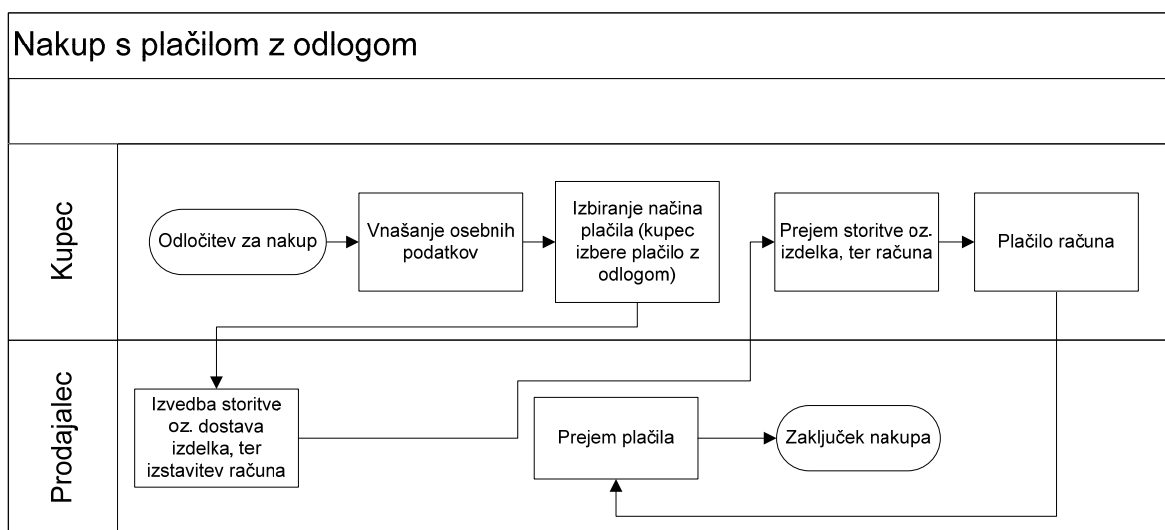 Nakup s plačilom z odlogom
Kupec
Odločitev za nakup
Vnašanje osebnih
podatkov
Izbiranje načina
plačila (kupec
izbere plačilo z
odlogom)
Prejem storitve oz.
izdelka, ter računa
Plačilo računa
Prodajalec
Izvedba storitve
oz. dostava
izdelka, ter
izstavitev računa
Prejem plačila
Zaključek nakupa